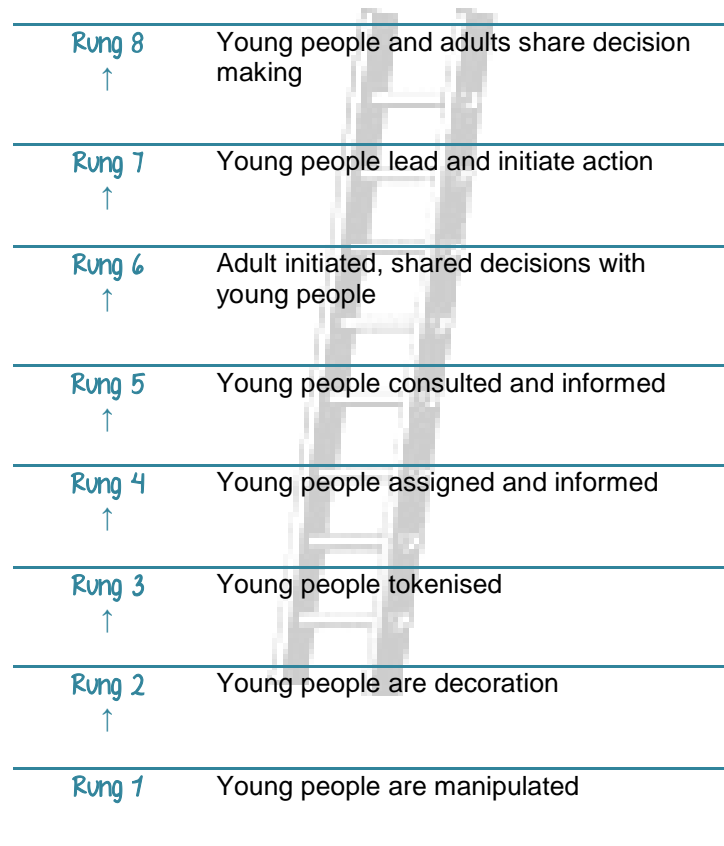 Rung 8 Young people and adults share decision
↑ making
Rung 7 Young people lead and initiate action
↑
Rung 6 Adult initiated, shared decisions with
↑ young people
Rung 5 Young people consulted and informed
↑
Rung 4 Young people assigned and informed
↑
Rung 3 Young people tokenised
↑
Rung 2 Young people are decoration
↑
Rung 1 Young people are manipulated